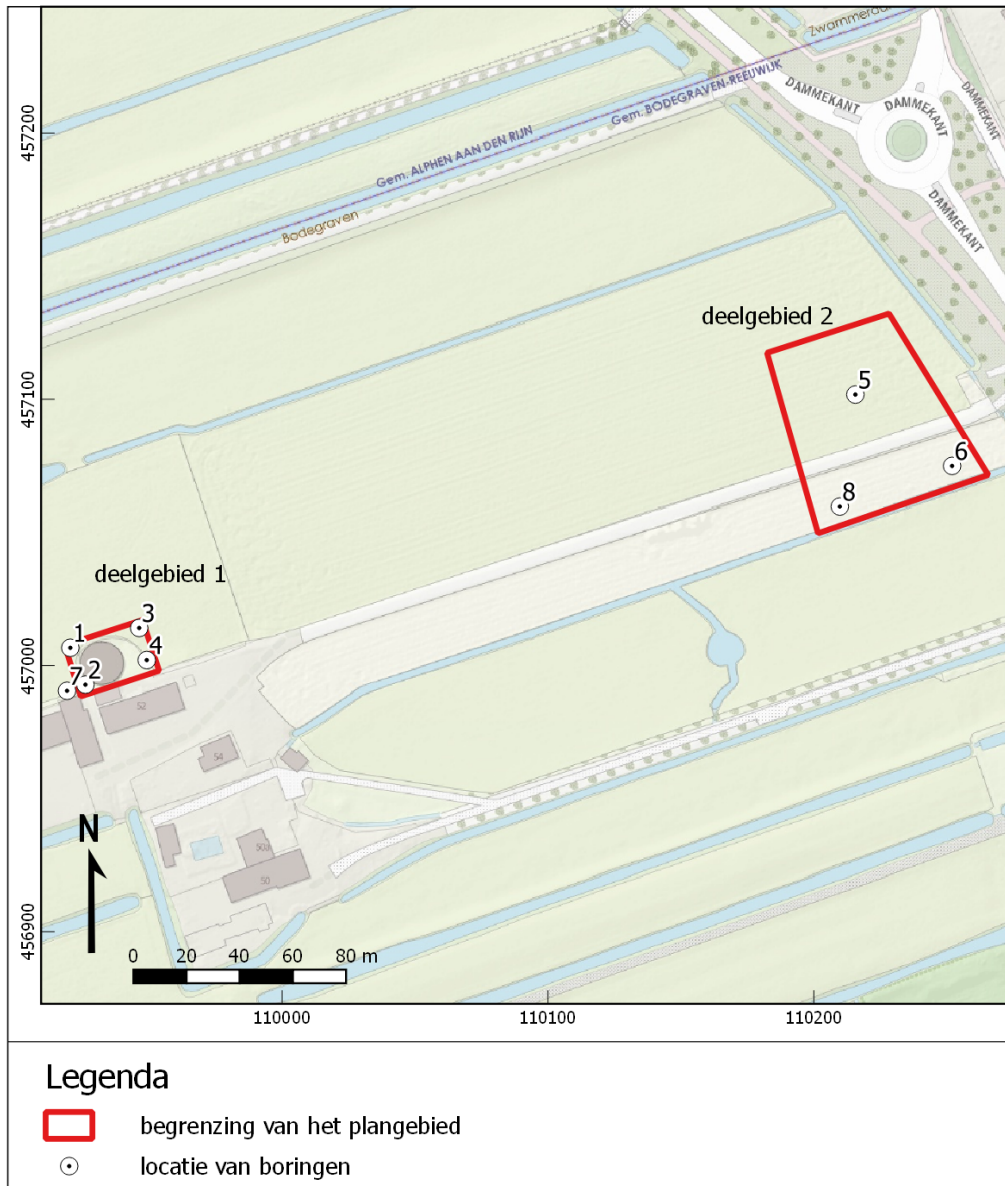 Zwammerda
DAMMEKANT
DAMMEKANT
DAMMEKANT
DAMMEKANT
Gem. BODEGRAVEN-REEUWIJK
Gem. ALPHEN AAN DEN RIJN
Bodegraven
457200
deelgebied 2
457100
5
6
8
deelgebied 1
3
1
4
457000
7
2
52
54
50a
50
N
456900
0 20 40 60 80 m
110000 110100 110200
Legenda
begrenzing van het plangebied
locatie van boringen